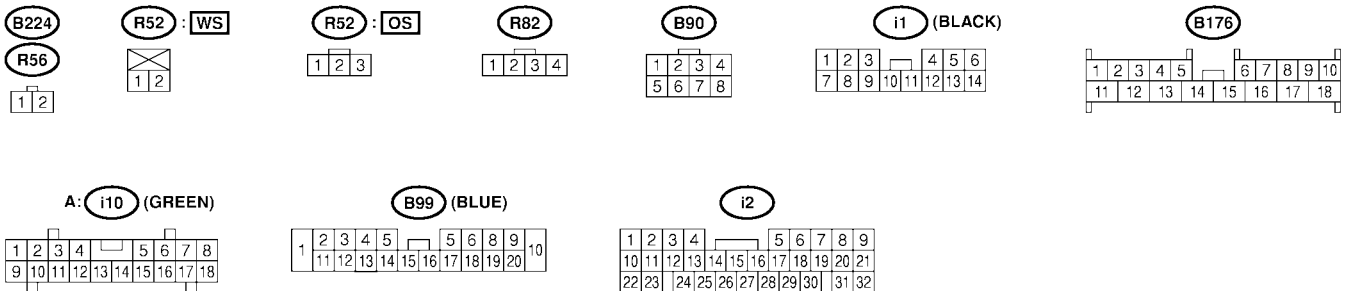 B224
R56
1 2
R52 : WS
1 2
R52 : OS
1 2 3
R82
1 2 3 4
B90
1 2 3 4
5 6 7 8
i1 (BLACK)
1 2 3 4 5 6
7 8 9 10 11 12 13 14
B176
1 2 3 4 5 6 7 8 9 10
11 12 13 14 15 16 17 18
A: i10 (GREEN)
1 2 3 4 5 6 7 8
9 10 11 12 13 14 15 16 17 18
B99 (BLUE)
1 2 3 4 5 5 6 8 9 10
11 12 13 14 15 16 17 18 19 20
i2
1 2 3 4 5 6 7 8 9
10 11 12 13 14 15 16 17 18 19 20 21
22 23 24 25 26 27 28 29 30 31 32